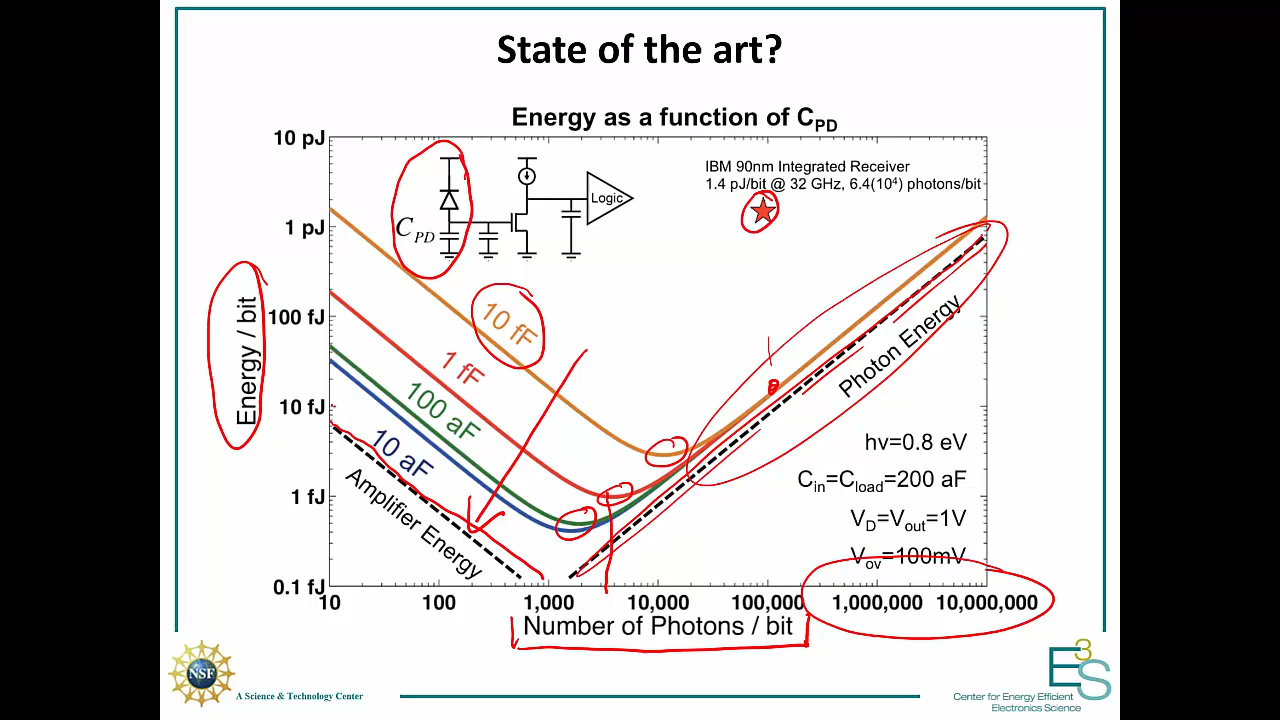 State of the art?
Energy as a function of C_PD
10 pJ
1 pJ
100 fJ
10 fJ
1 fJ
0.1 fJ
Energy / bit
C_PD
Logic
IBM 90nm Integrated Receiver
1.4 pJ/bit @ 32 GHz, 6.4(10⁴) photons/bit
10 fF
1 fF
100 aF
10 aF
Amplifier Energy
Photon Energy
hν=0.8 eV
C_in=C_load=200 aF
V_D=V_out=1V
V_ov=100mV
10 100 1,000 10,000 100,000 1,000,000 10,000,000
Number of Photons / bit
NSF
A Science & Technology Center
E³S
Center for Energy Efficient
Electronics Science